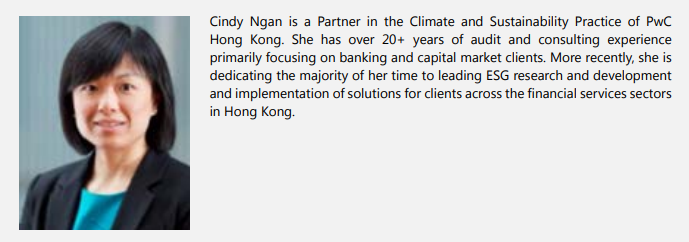 Cindy Ngan is a Partner in the Climate and Sustainability Practice of PwC
Hong Kong. She has over 20+ years of audit and consulting experience
primarily focusing on banking and capital market clients. More recently, she is
dedicating the majority of her time to leading ESG research and development
and implementation of solutions for clients across the financial services sectors
in Hong Kong.